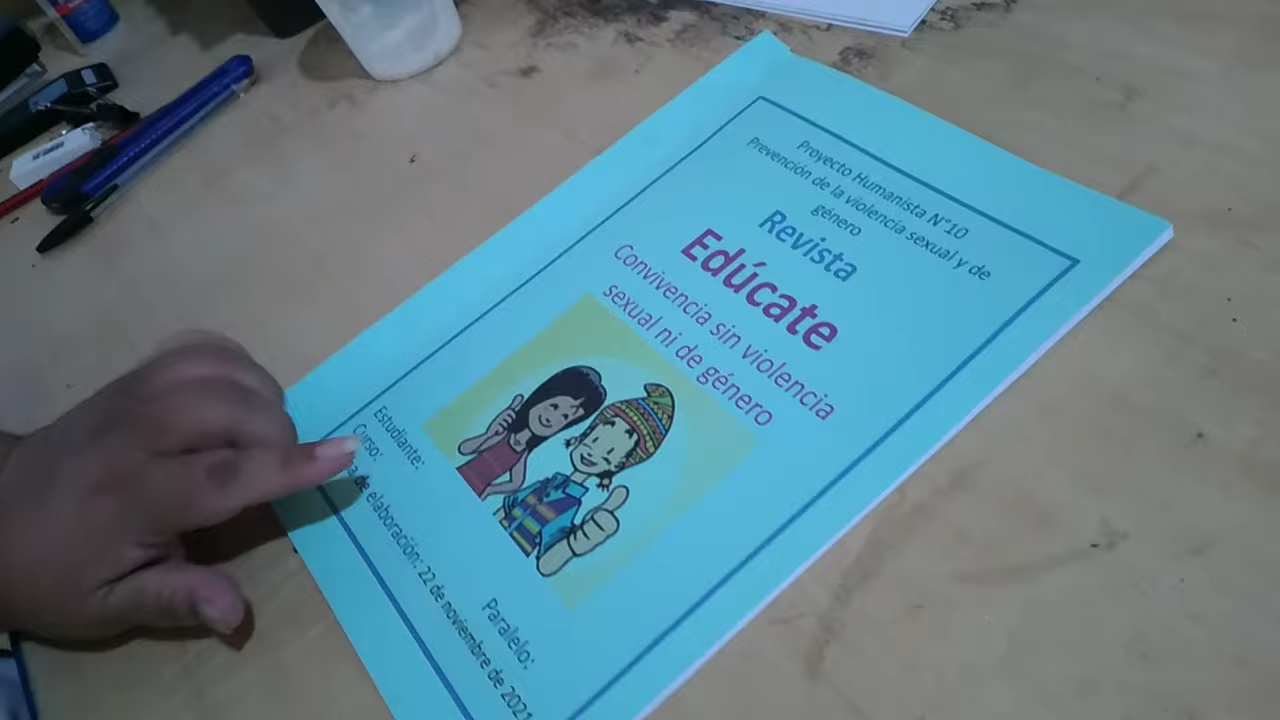 Proyecto Humanista N°10
Prevención de la violencia sexual y de
género
Revista
Edúcate
Convivencia sin violencia
sexual ni de género
Estudiante:
Curso:
Paralelo:
de elaboración: 22 de noviembre de 2021